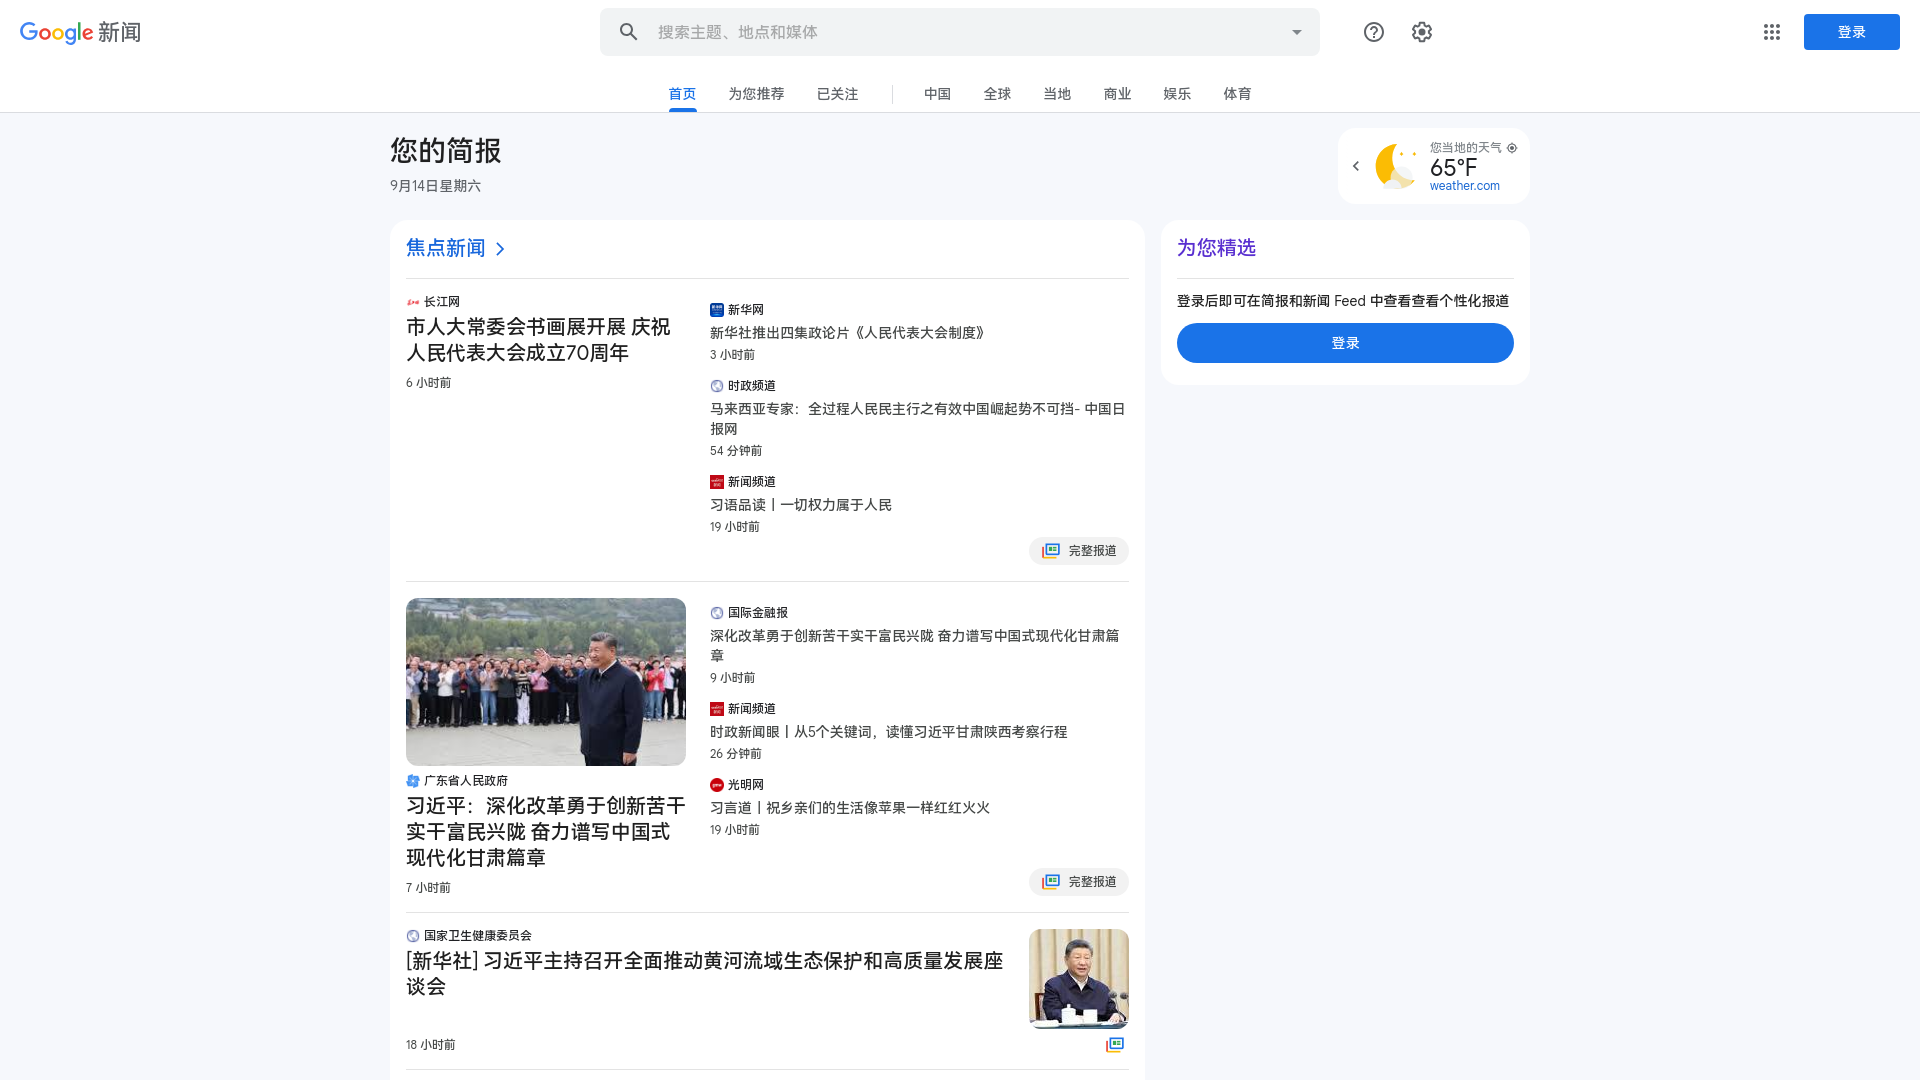 Google 新闻
搜索主题、地点和媒体
登录
首页
为您推荐
已关注
中国
全球
当地
商业
娱乐
体育
您的简报
9月14日星期六
您当地的天气
65°F
weather.com
焦点新闻
长江网
市人大常委会书画展开展 庆祝
人民代表大会成立70周年
6 小时前
新华网
新华社推出四集政论片《人民代表大会制度》
3 小时前
时政频道
马来西亚专家：全过程人民民主行之有效中国崛起势不可挡- 中国日
报网
54 分钟前
新闻频道
习语品读丨一切权力属于人民
19 小时前
完整报道
广东省人民政府
习近平：深化改革勇于创新苦干
实干富民兴陇 奋力谱写中国式
现代化甘肃篇章
7 小时前
国际金融报
深化改革勇于创新苦干实干富民兴陇 奋力谱写中国式现代化甘肃篇
章
9 小时前
新闻频道
时政新闻眼丨从5个关键词，读懂习近平甘肃陕西考察行程
26 分钟前
光明网
习言道丨祝乡亲们的生活像苹果一样红红火火
19 小时前
完整报道
国家卫生健康委员会
[新华社] 习近平主持召开全面推动黄河流域生态保护和高质量发展座
谈会
18 小时前
为您精选
登录后即可在简报和新闻 Feed 中查看查看个性化报道
登录